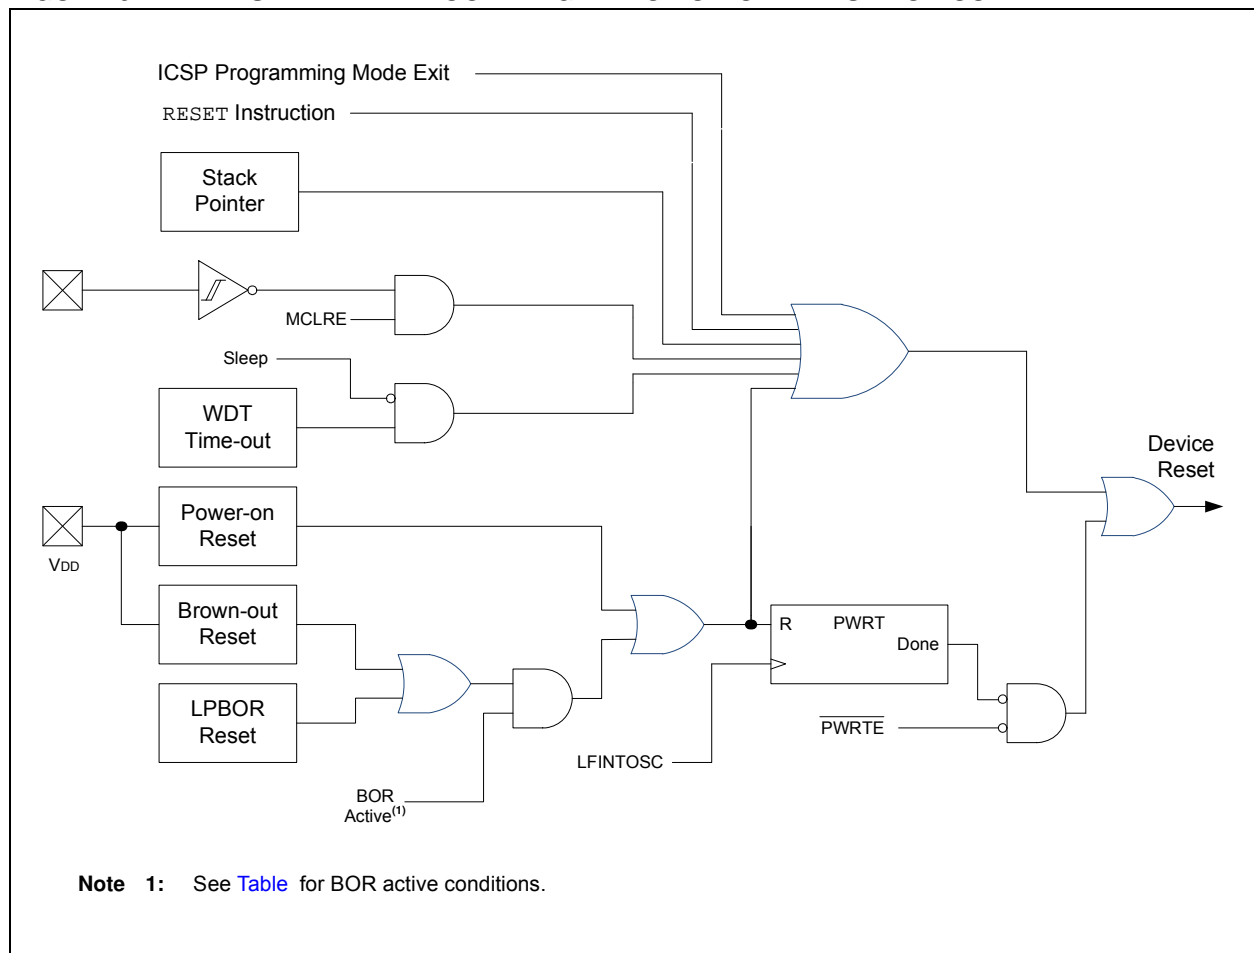 ICSP Programming Mode Exit
RESET Instruction
Stack
Pointer
MCLRE
Sleep
WDT
Time-out
Device
Reset
Power-on
Reset
VDD
Brown-out
Reset
R PWRT
Done
LPBOR
Reset
PWRTE
LFINTOSC
BOR
Active(1)
Note 1: See Table for BOR active conditions.